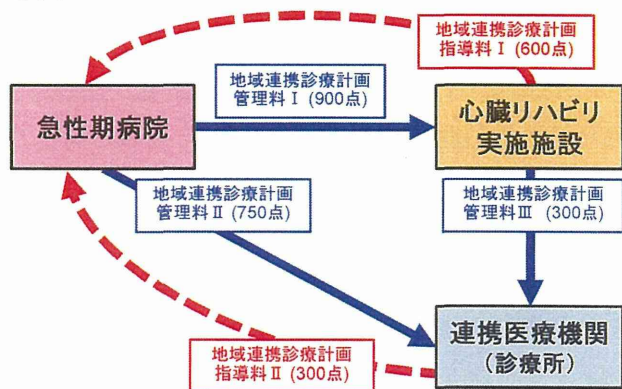 地域連携診療計画
指導料Ⅰ (600点)
地域連携診療計画
管理料Ⅰ (900点)
急性期病院
心臓リハビリ
実施施設
地域連携診療計画
管理料Ⅱ (750点)
地域連携診療計画
管理料Ⅲ (300点)
連携医療機関
(診療所)
地域連携診療計画
指導料Ⅱ (300点)